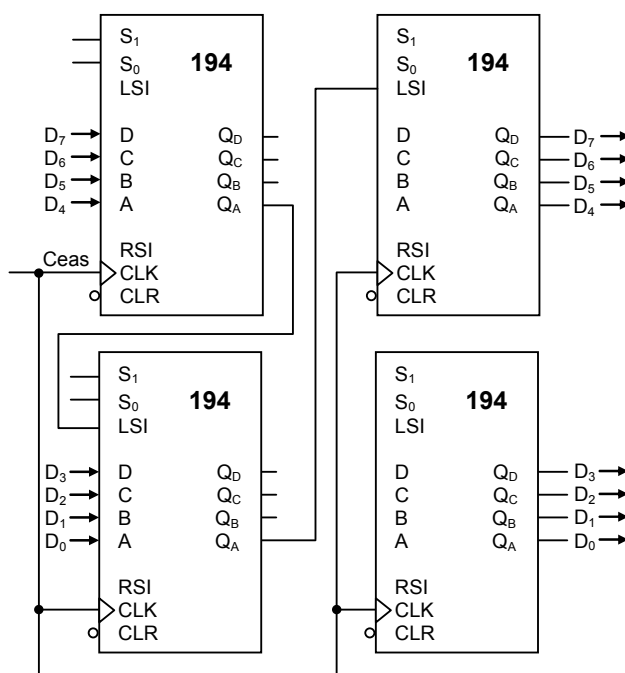 S1
S0
194
LSI
D7 D QD
D6 C QC
D5 B QB
D4 A QA
RSI
Ceas CLK
CLR
S1
S0
194
LSI
D QD D7
C QC D6
B QB D5
A QA D4
RSI
CLK
CLR
S1
S0
194
LSI
D3 D QD
D2 C QC
D1 B QB
D0 A QA
RSI
CLK
CLR
S1
S0
194
LSI
D QD D3
C QC D2
B QB D1
A QA D0
RSI
CLK
CLR